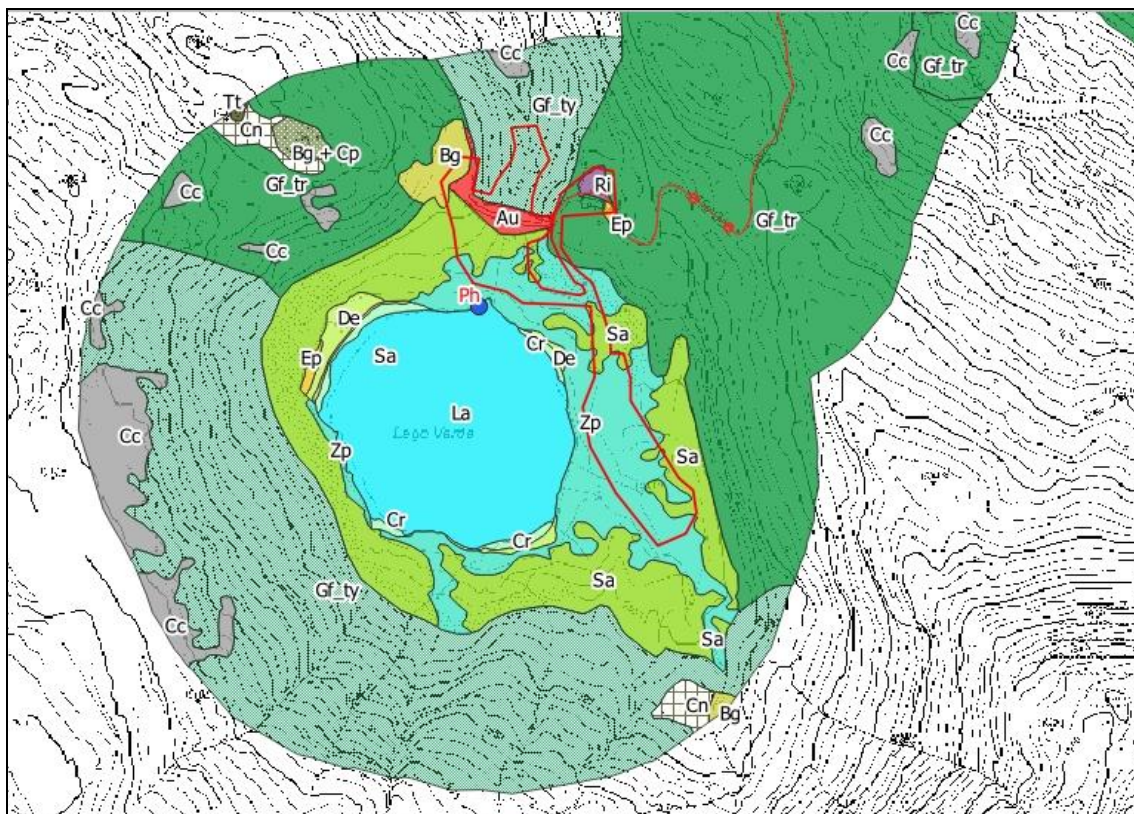 Cc
Cc
Cc
Gf_tr
Tt
Gf_ty
Cn
Cc
Bg + Cp
Bg
Cc
Gf_tr
Ri
Au
Ep
Gf_tr
Cc
Ph
Cc
De
Sa
Cr
Sa
De
Ep
La
Zp
Lago Verde
Cc
Zp
Sa
Cr
Cr
Gf_ty
Sa
Cc
Sa
Cn
Bg